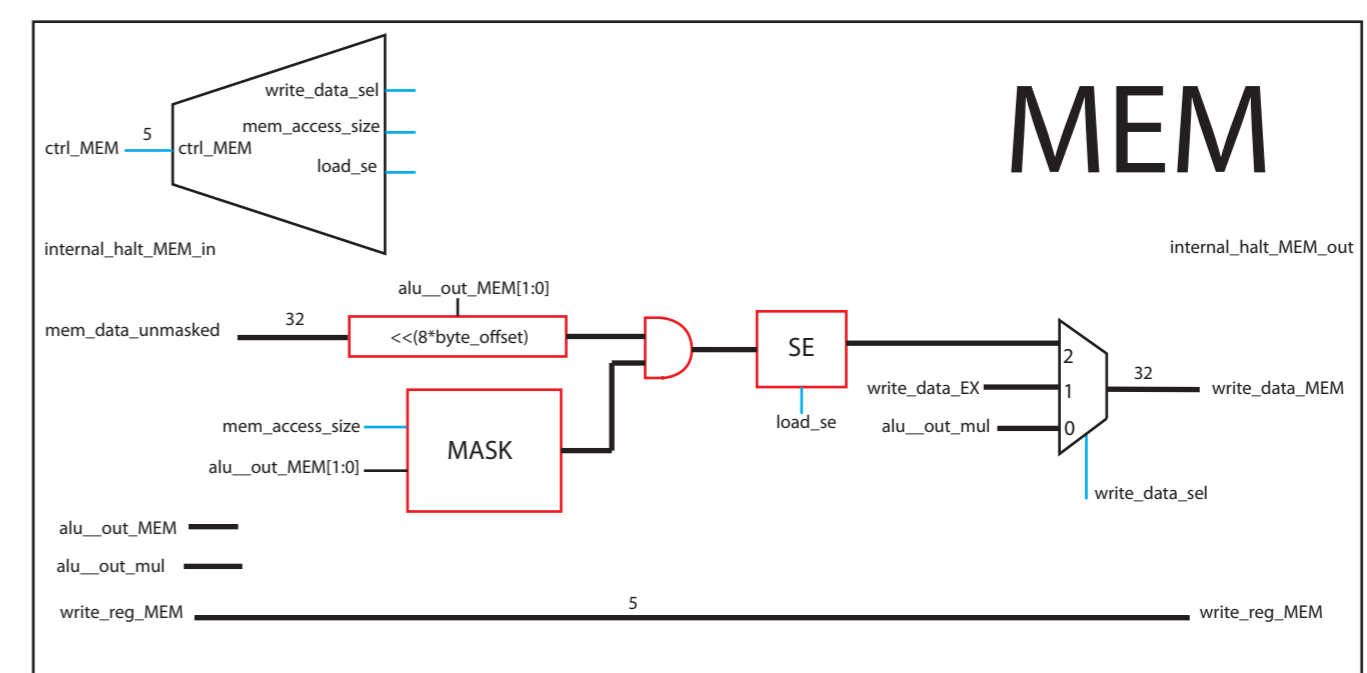 MEM
write_data_sel
mem_access_size
load_se
ctrl_MEM
5
ctrl_MEM
internal_halt_MEM_in
internal_halt_MEM_out
alu__out_MEM[1:0]
mem_data_unmasked
32
<<(8*byte_offset)
SE
load_se
mem_access_size
alu__out_MEM[1:0]
MASK
write_data_EX
alu__out_mul
2
1
0
32
write_data_MEM
write_data_sel
alu__out_MEM
alu__out_mul
write_reg_MEM
5
write_reg_MEM